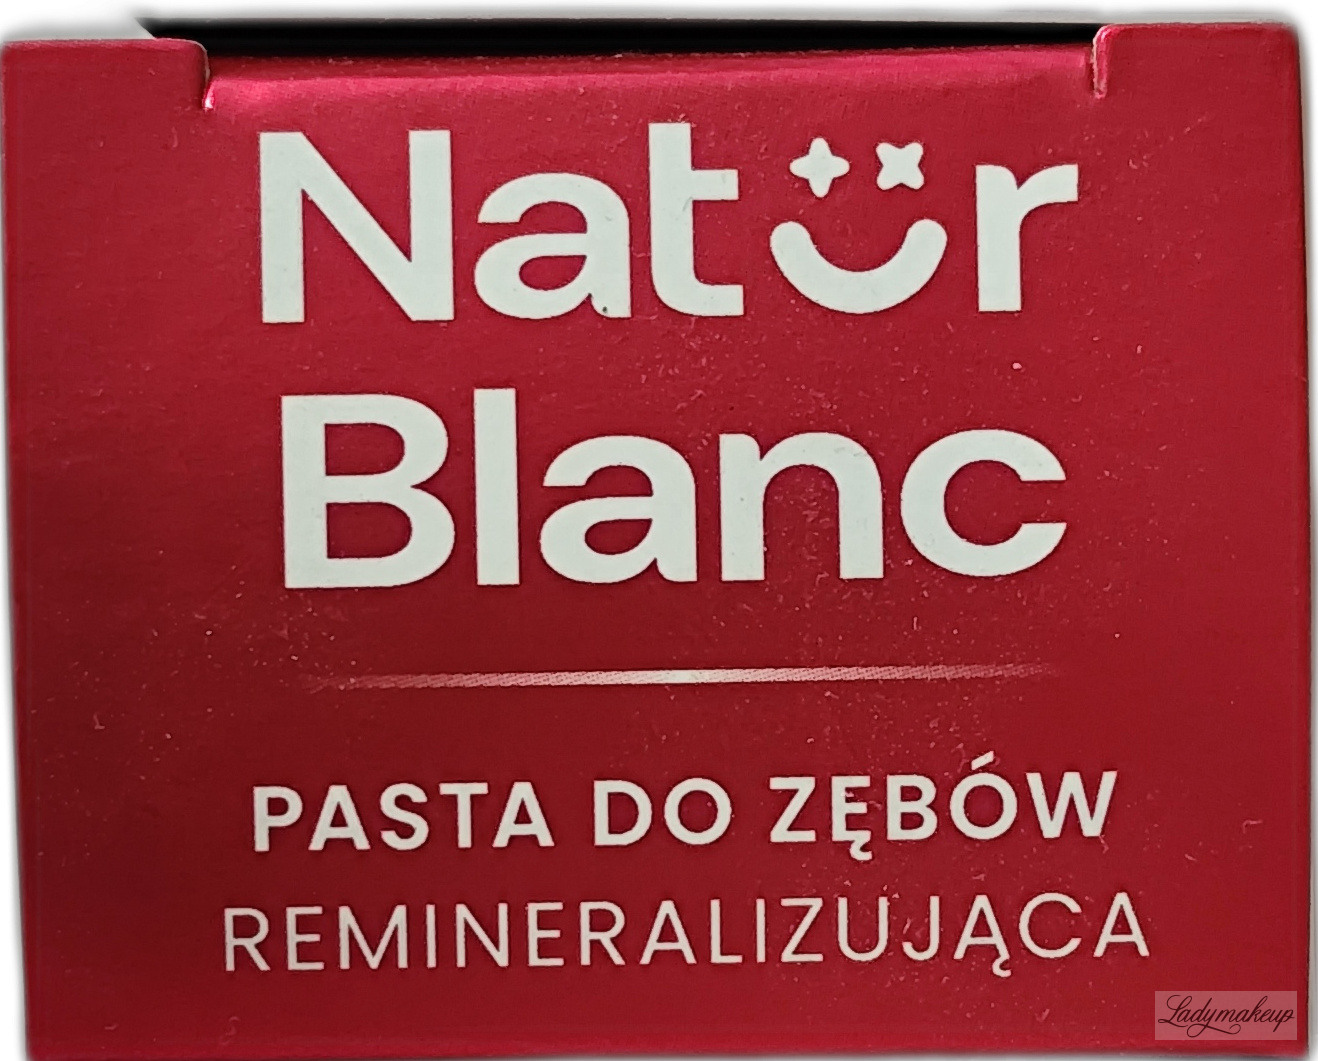 Natür
Blanc
PASTA DO ZĘBÓW
REMINERALIZUJĄCA
Ladymakeup